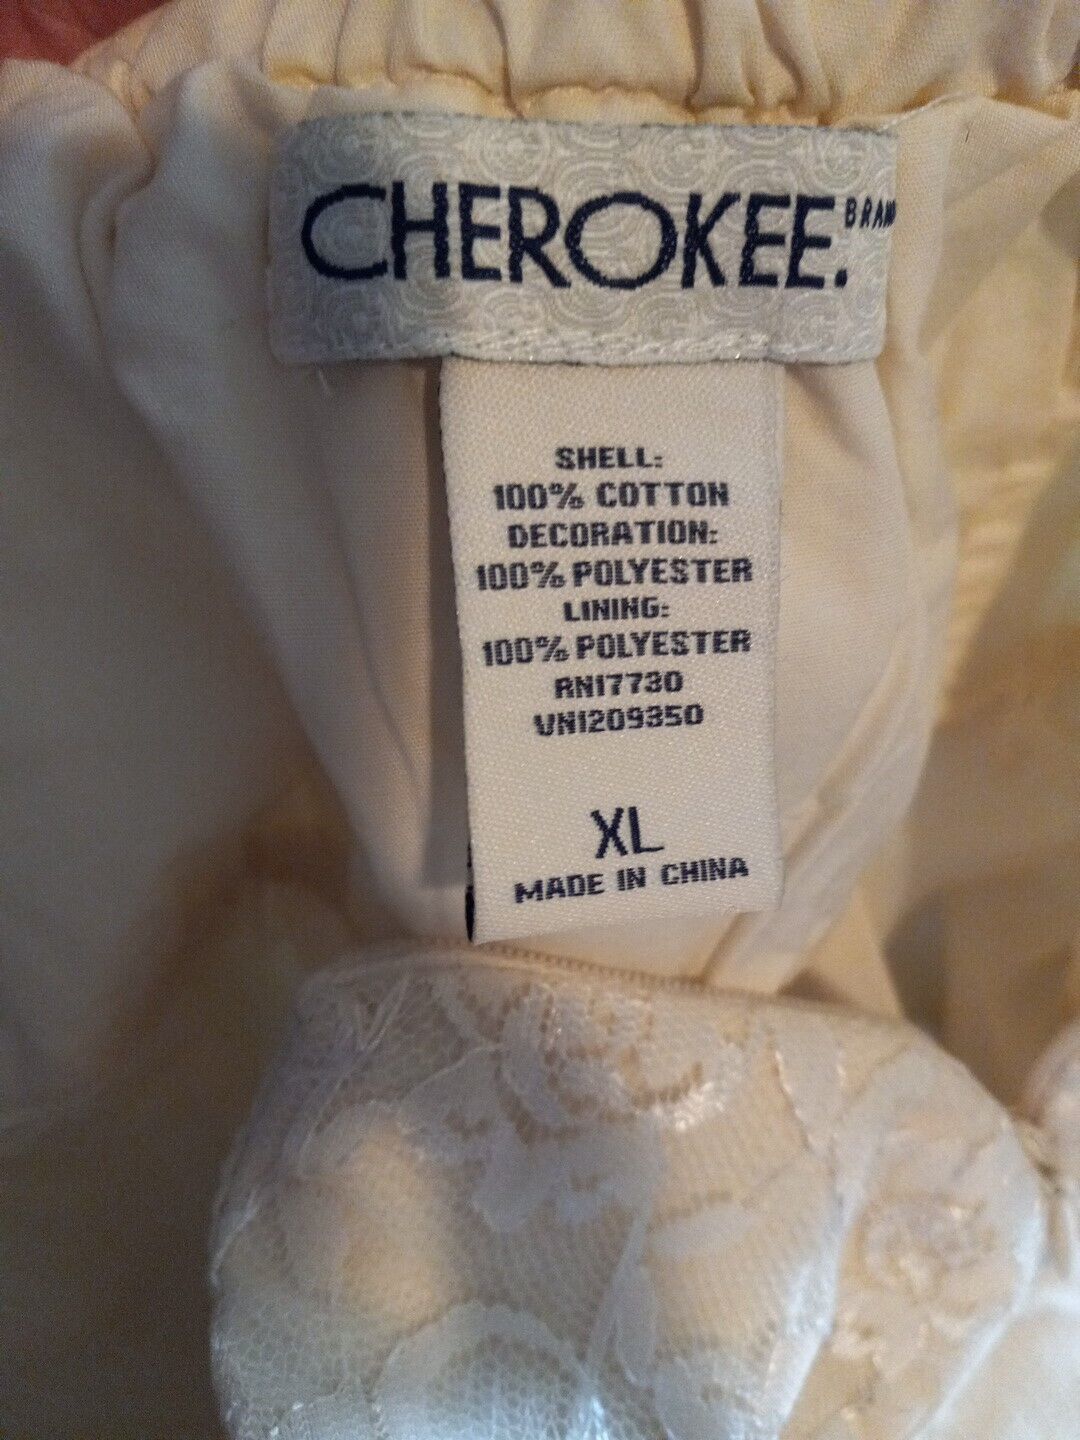 CHEROKEE.
SHELL:
100% COTTON
DECORATION:
100% POLYESTER
LINING:
100% POLYESTER
RN17730
VN1209350
XL
MADE IN CHINA